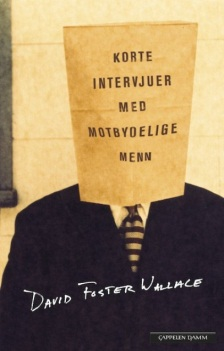 KORTE
INTERVJUER
MED
MOTBYDELIGE
MENN
DAVID FOSTER WALLACE
CAPPELEN DAMM